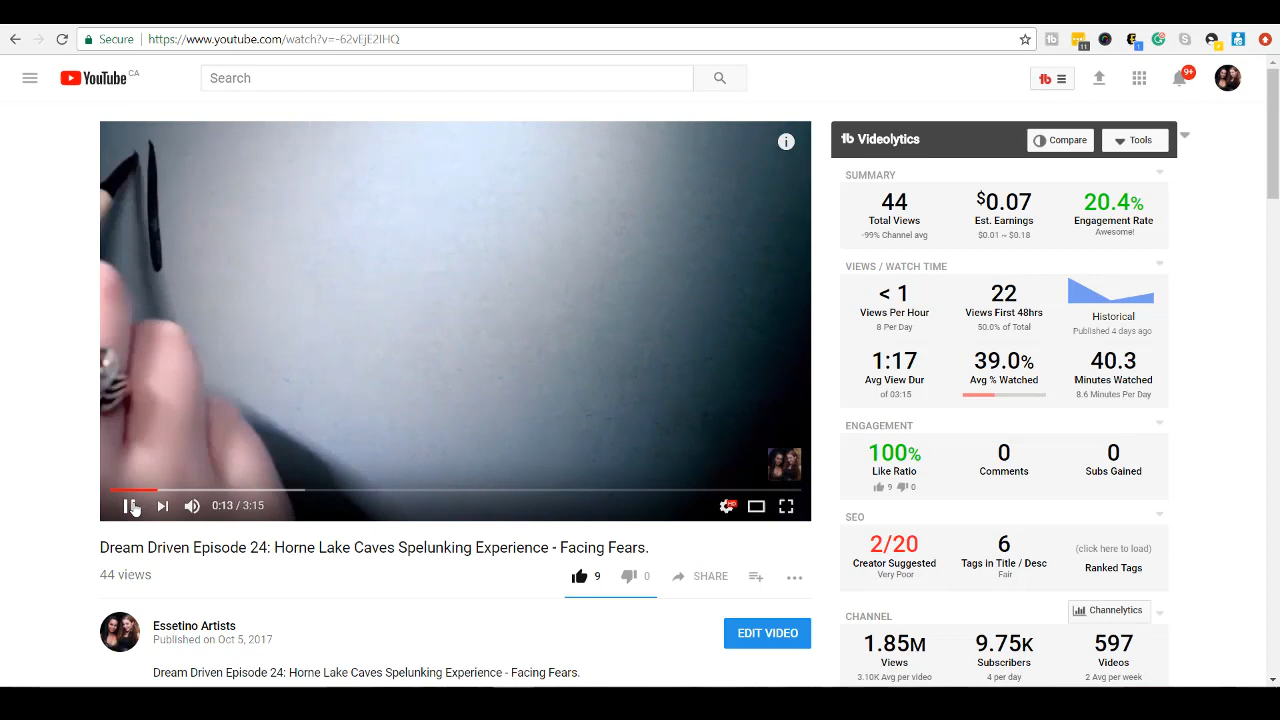 Secure https://www.youtube.com/watch?v=-62vEjE2IHQ
11 1
YouTube CA Search tb 9+
i
tb Videolytics Compare Tools
SUMMARY
44 $0.07 20.4%
Total Views Est. Earnings Engagement Rate
-99% Channel avg $0.01 ~ $0.18 Awesome!
VIEWS / WATCH TIME
< 1 22
Views Per Hour Views First 48hrs Historical
8 Per Day 50.0% of Total Published 4 days ago
1:17 39.0% 40.3
Avg View Dur Avg % Watched Minutes Watched
of 03:15 8.6 Minutes Per Day
ENGAGEMENT
100% 0 0
Like Ratio Comments Subs Gained
9 0
SEO
2/20 6 (click here to load)
Creator Suggested Tags in Title / Desc Ranked Tags
Very Poor Fair
CHANNEL Channelytics
1.85M 9.75K 597
Views Subscribers Videos
3.10K Avg per video 4 per day 2 Avg per week
0:13 / 3:15 HD
Dream Driven Episode 24: Horne Lake Caves Spelunking Experience - Facing Fears.
44 views 9 0 SHARE
Essetino Artists
Published on Oct 5, 2017
EDIT VIDEO
Dream Driven Episode 24: Horne Lake Caves Spelunking Experience - Facing Fears.